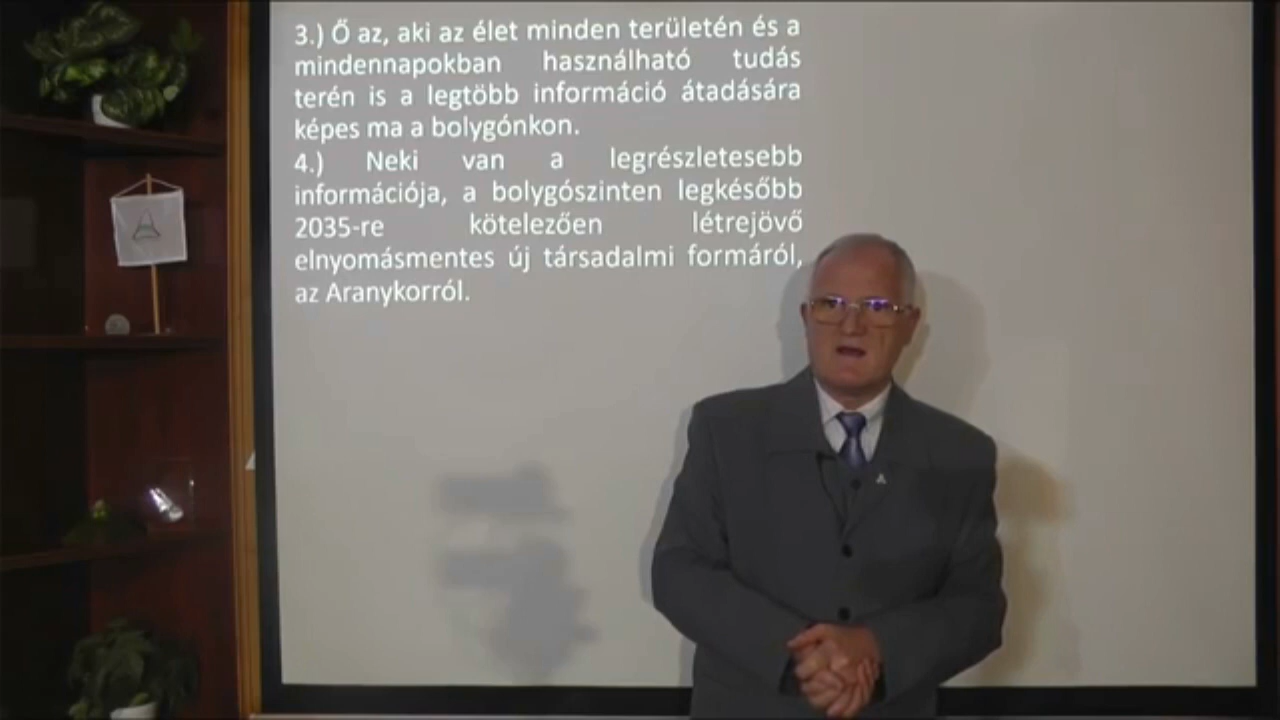 3.) Ő az, aki az élet minden területén és a
mindennapokban használható tudás
terén is a legtöbb információ átadására
képes ma a bolygónkon.
4.) Neki van a legrészletesebb
információja, a bolygószinten legkésőbb
2035-re kötelezően létrejövő
elnyomásmentes új társadalmi formáról,
az Aranykorról.